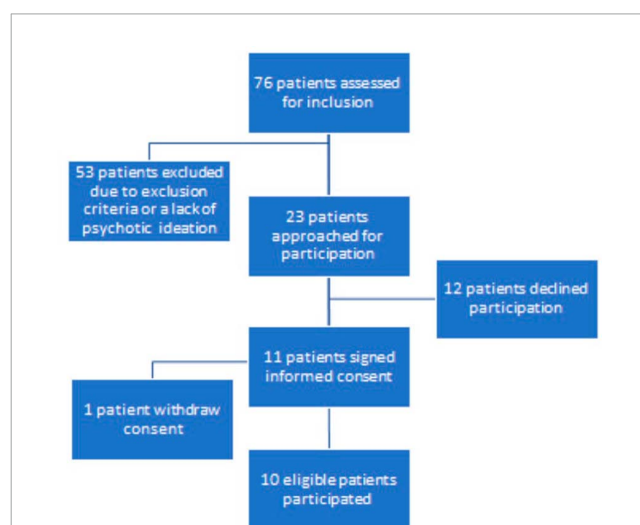 76 patients assessed
for inclusion
53 patients excluded
due to exclusion
criteria or a lack of
psychotic ideation
23 patients
approached for
participation
12 patients declined
participation
11 patients signed
informed consent
1 patient withdraw
consent
10 eligible patients
participated